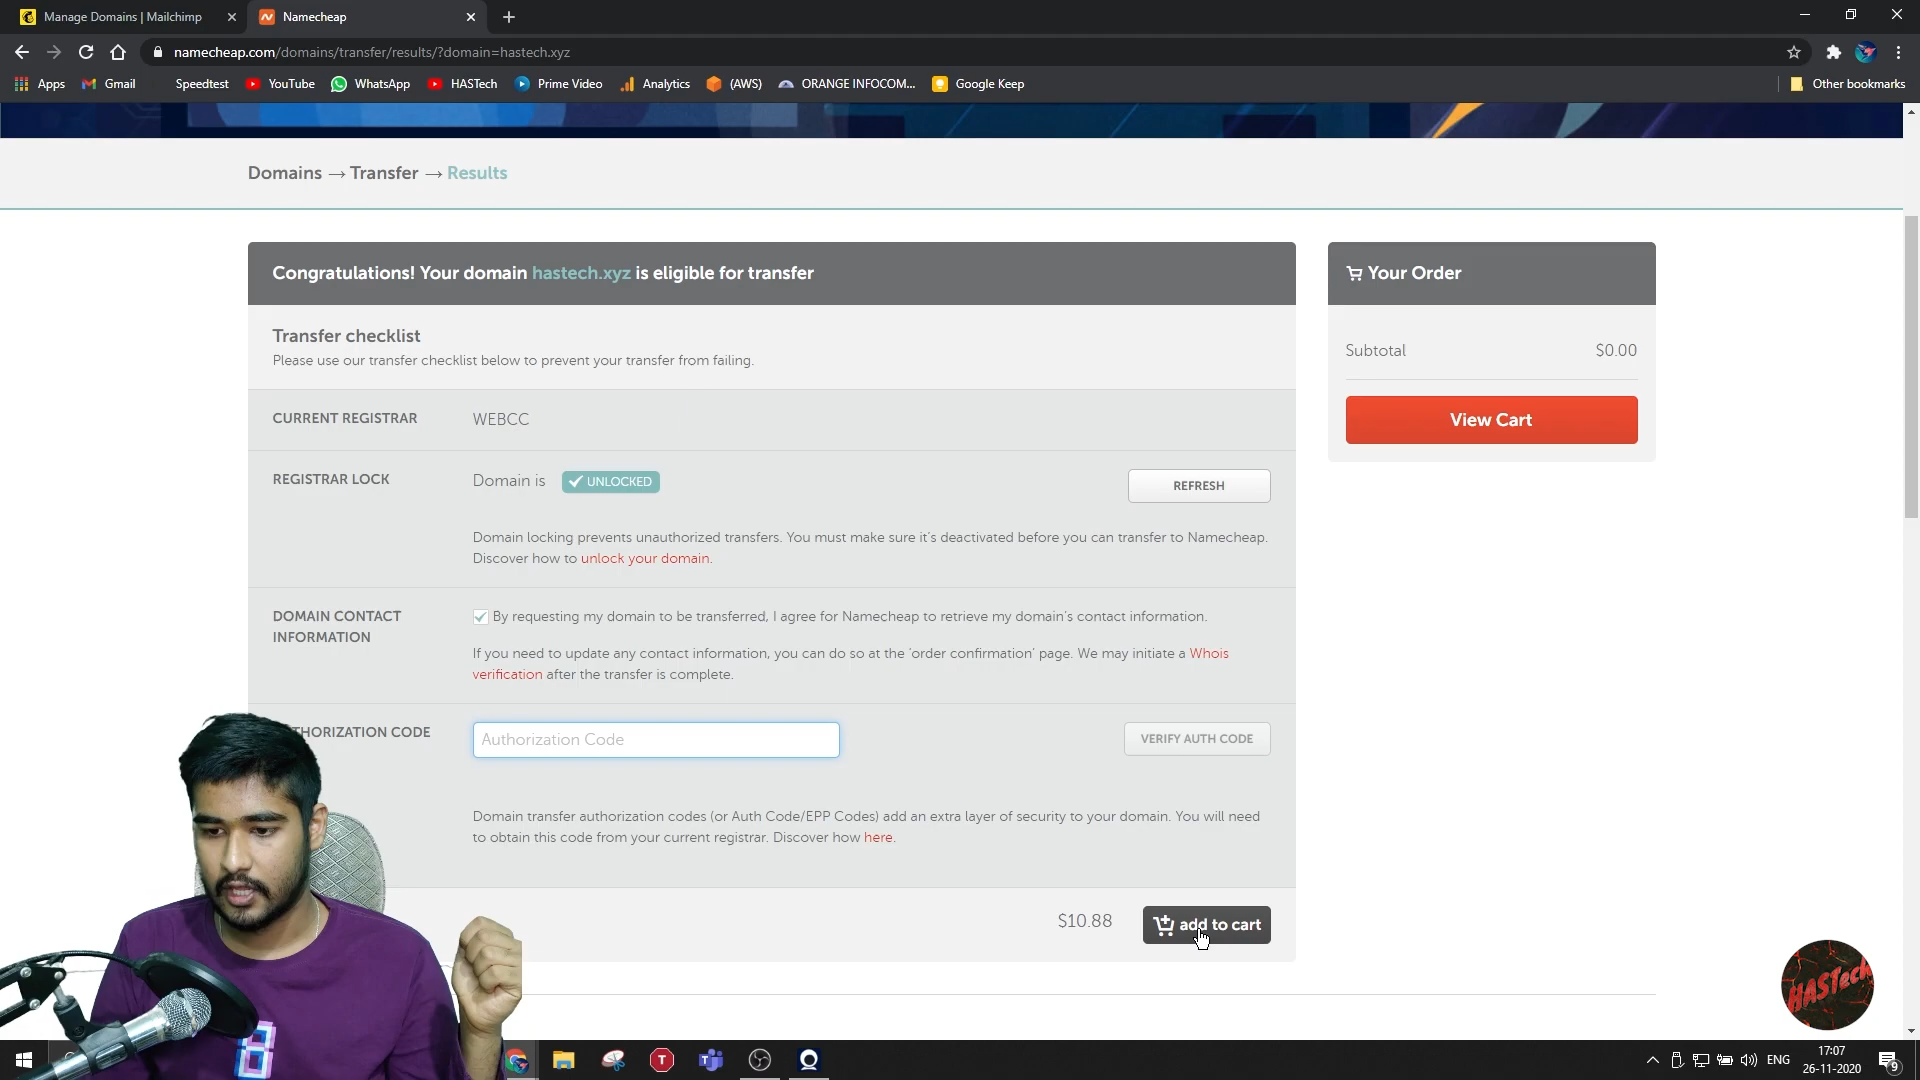 Manage Domains | Mailchimp
Namecheap
namecheap.com/domains/transfer/results/?domain=hastech.xyz
Apps
Gmail
Speedtest
YouTube
WhatsApp
HASTech
Prime Video
Analytics
(AWS)
ORANGE INFOCOM...
Google Keep
Other bookmarks
Domains → Transfer → Results
Congratulations! Your domain hastech.xyz is eligible for transfer
Your Order
Transfer checklist
Please use our transfer checklist below to prevent your transfer from failing.
Subtotal $0.00
View Cart
CURRENT REGISTRAR
WEBCC
REGISTRAR LOCK
Domain is UNLOCKED
REFRESH
Domain locking prevents unauthorized transfers. You must make sure it's deactivated before you can transfer to Namecheap.
Discover how to unlock your domain.
DOMAIN CONTACT
INFORMATION
By requesting my domain to be transferred, I agree for Namecheap to retrieve my domain's contact information.
If you need to update any contact information, you can do so at the 'order confirmation' page. We may initiate a Whois
verification after the transfer is complete.
THORIZATION CODE
Authorization Code
VERIFY AUTH CODE
Domain transfer authorization codes (or Auth Code/EPP Codes) add an extra layer of security to your domain. You will need
to obtain this code from your current registrar. Discover how here.
$10.88
add to cart
HASTech
ENG
17:07
26-11-2020
9